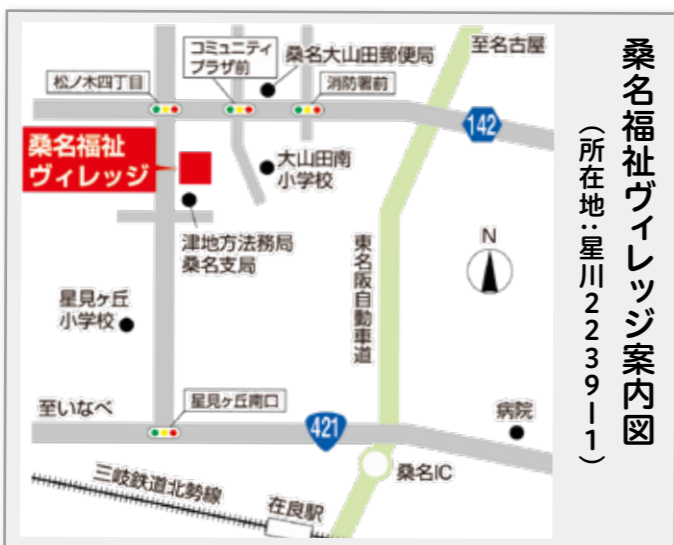 桑名福祉ヴィレッジ案内図
（所在地：星川2239ー1）
コミュニティ
プラザ前
桑名大山田郵便局
至名古屋
松ノ木四丁目
消防署前
142
桑名福祉
ヴィレッジ
大山田南
小学校
津地方法務局
桑名支局
東名阪自動車道
N
星見ヶ丘
小学校
至いなべ
星見ヶ丘南口
421
病院
桑名IC
三岐鉄道北勢線
在良駅